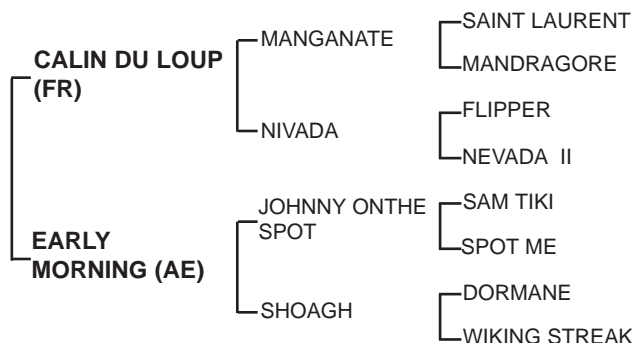 CALIN DU LOUP
(FR)
EARLY
MORNING (AE)
MANGANATE
NIVADA
JOHNNY ONTHE
SPOT
SHOAGH
SAINT LAURENT
MANDRAGORE
FLIPPER
NEVADA II
SAM TIKI
SPOT ME
DORMANE
WIKING STREAK